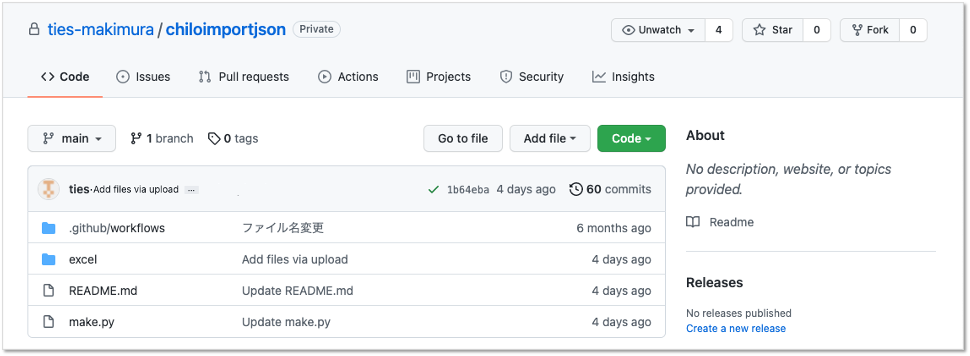 ties-makimura / chiloimportjson Private
Unwatch 4 Star 0 Fork 0
Code Issues Pull requests Actions Projects Security Insights
main 1 branch 0 tags Go to file Add file Code
ties·Add files via upload ... 1b64eba 4 days ago 60 commits
.github/workflows ファイル名変更 6 months ago
excel Add files via upload 4 days ago
README.md Update README.md 4 days ago
make.py Update make.py 4 days ago
About
No description, website, or topics
provided.
Readme
Releases
No releases published
Create a new release